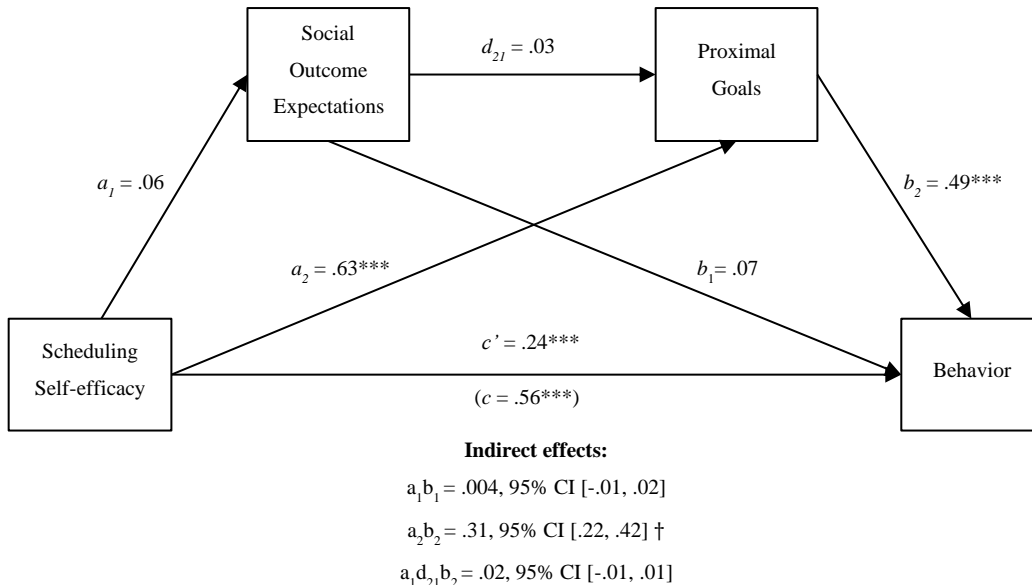 Social
Outcome
Expectations
d21 = .03
Proximal
Goals
a1 = .06
b2 = .49***
a2 = .63***
b1= .07
Scheduling
Self-efficacy
c’ = .24***
(c = .56***)
Behavior
Indirect effects:
a1b1 = .004, 95% CI [-.01, .02]
a2b2 = .31, 95% CI [.22, .42] †
a1d21b2 = .02, 95% CI [-.01, .01]